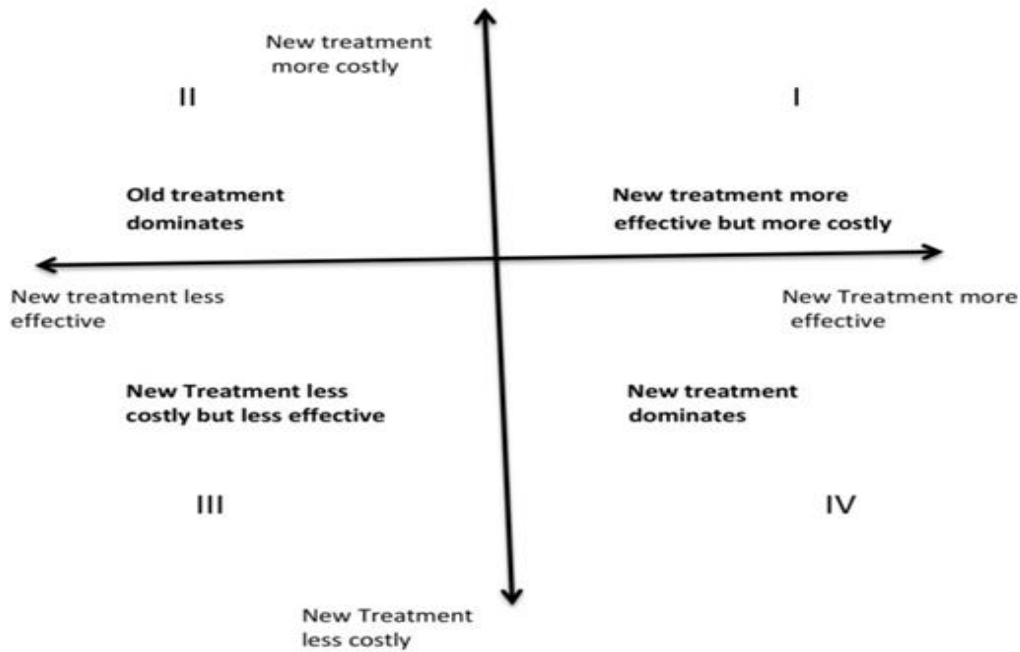 New treatment
more costly
II
I
Old treatment
dominates
New treatment more
effective but more costly
New treatment less
effective
New Treatment more
effective
New Treatment less
costly but less effective
New treatment
dominates
III
IV
New Treatment
less costly